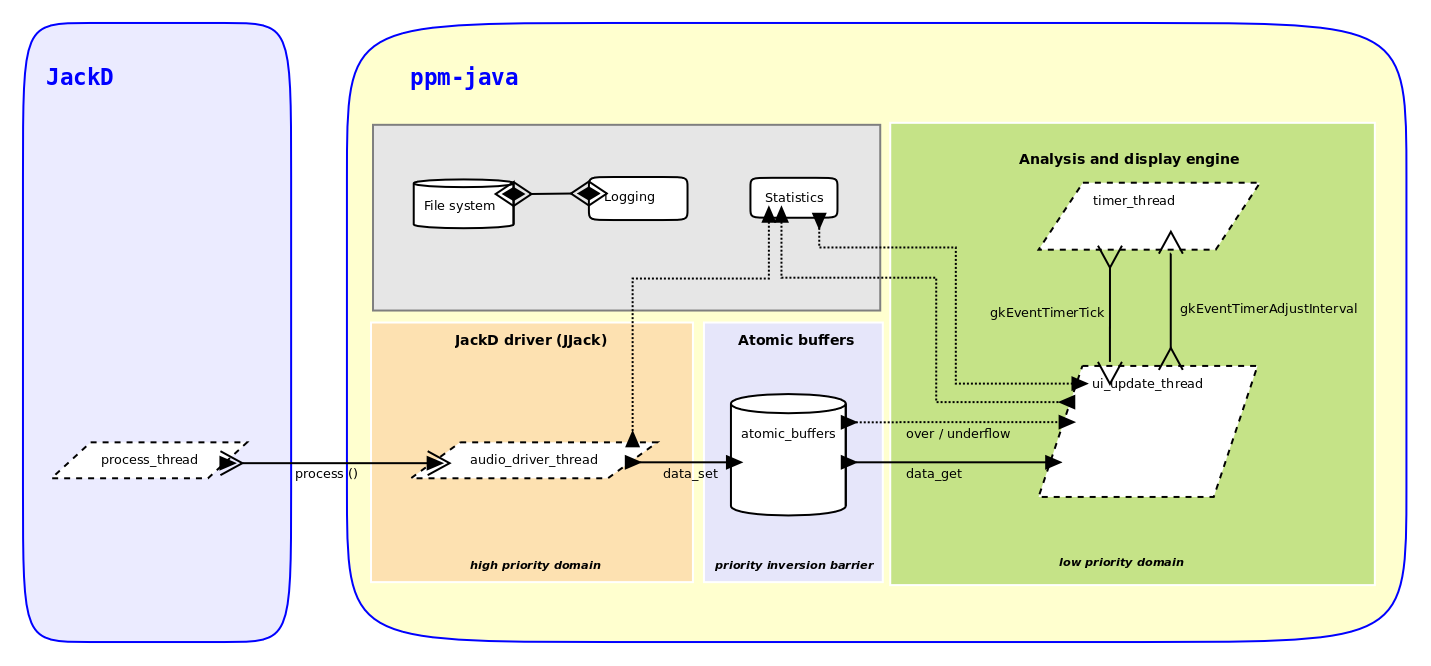 JackD
ppm-java
File system
Logging
Statistics
Analysis and display engine
timer_thread
gkEventTimerTick
gkEventTimerAdjustInterval
ui_update_thread
JackD driver (JJack)
Atomic buffers
process_thread
process ()
audio_driver_thread
data_set
atomic_buffers
over / underflow
data_get
high priority domain
priority inversion barrier
low priority domain